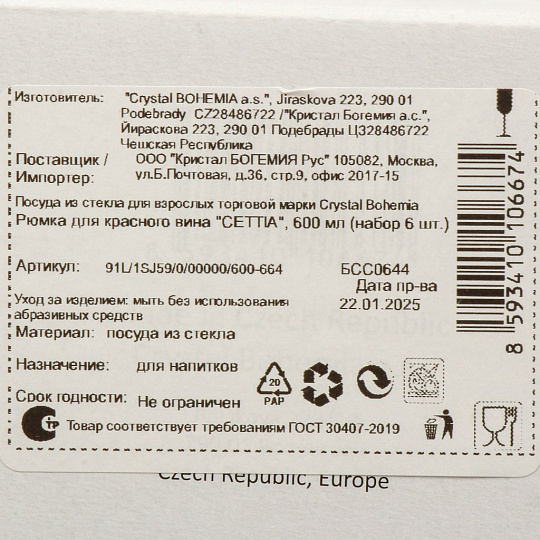 Изготовитель: "Crystal BOHEMIA a.s.", Jiraskova 223, 290 01
Podebrady CZ28486722 /"Кристал Богемия а.с.",
Йираскова 223, 290 01 Подебрады ЦЗ28486722
Чешская Республика
Поставщик / ООО "Кристал БОГЕМИЯ Рус" 105082, Москва,
Импортер: ул.Б.Почтовая, д.36, стр.9, офис 2017-15
Посуда из стекла для взрослых торговой марки Crystal Bohemia
Рюмка для красного вина "СЕТТIА", 600 мл (набор 6 шт.)
Артикул: 91L/1SJ59/0/00000/600-664 БСС0644
Дата пр-ва
22.01.2025
Уход за изделием: мыть без использования
абразивных средств
Материал: посуда из стекла
Назначение: для напитков
Срок годности: Не ограничен
20
PAP
Товар соответствует требованиям ГОСТ 30407-2019
8 593410 106674
Czech Republic, Europe